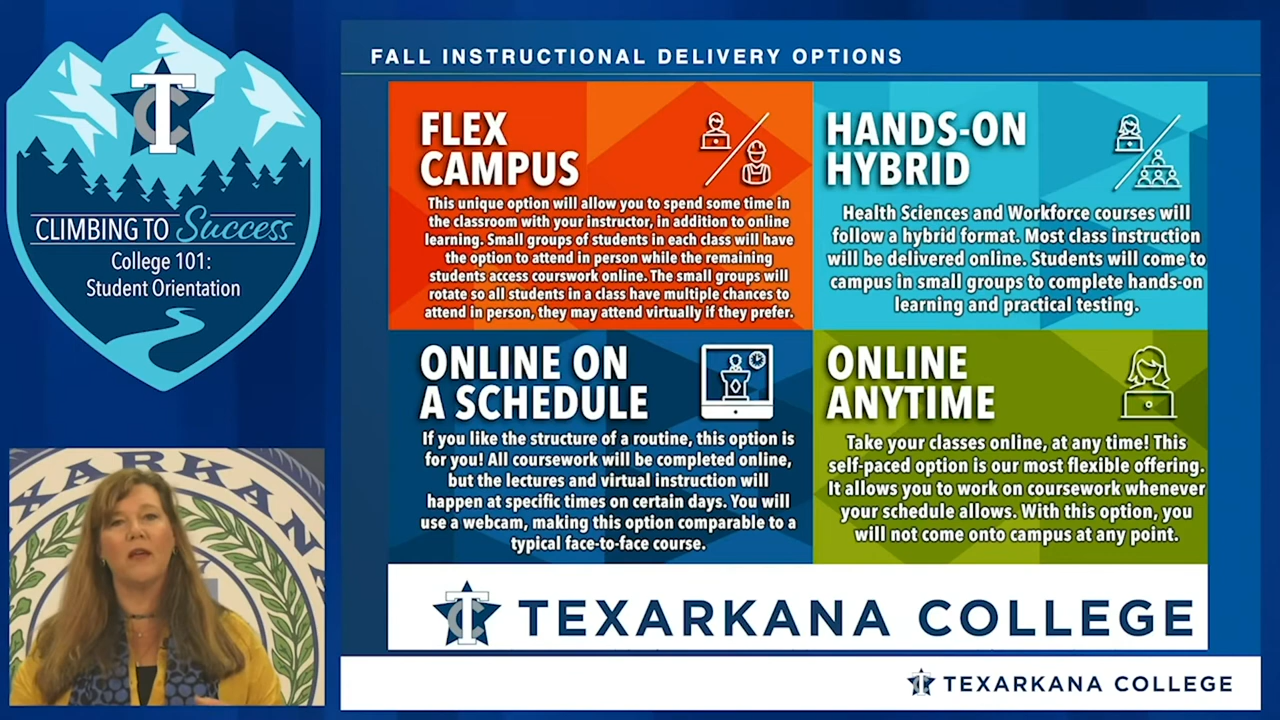 TC
CLIMBING TO Success
College 101:
Student Orientation
FALL INSTRUCTIONAL DELIVERY OPTIONS
FLEX
CAMPUS
This unique option will allow you to spend some time in
the classroom with your instructor, in addition to online
learning. Small groups of students in each class will have
the option to attend in person while the remaining
students access coursework online. The small groups will
rotate so all students in a class have multiple chances to
attend in person, they may attend virtually if they prefer.
HANDS-ON
HYBRID
Health Sciences and Workforce courses will
follow a hybrid format. Most class instruction
will be delivered online. Students will come to
campus in small groups to complete hands-on
learning and practical testing.
ONLINE ON
A SCHEDULE
If you like the structure of a routine, this option is
for you! All coursework will be completed online,
but the lectures and virtual instruction will
happen at specific times on certain days. You will
use a webcam, making this option comparable to a
typical face-to-face course.
ONLINE
ANYTIME
Take your classes online, at any time! This
self-paced option is our most flexible offering.
It allows you to work on coursework whenever
your schedule allows. With this option, you
will not come onto campus at any point.
TC TEXARKANA COLLEGE
TC TEXARKANA COLLEGE
EXARKANA